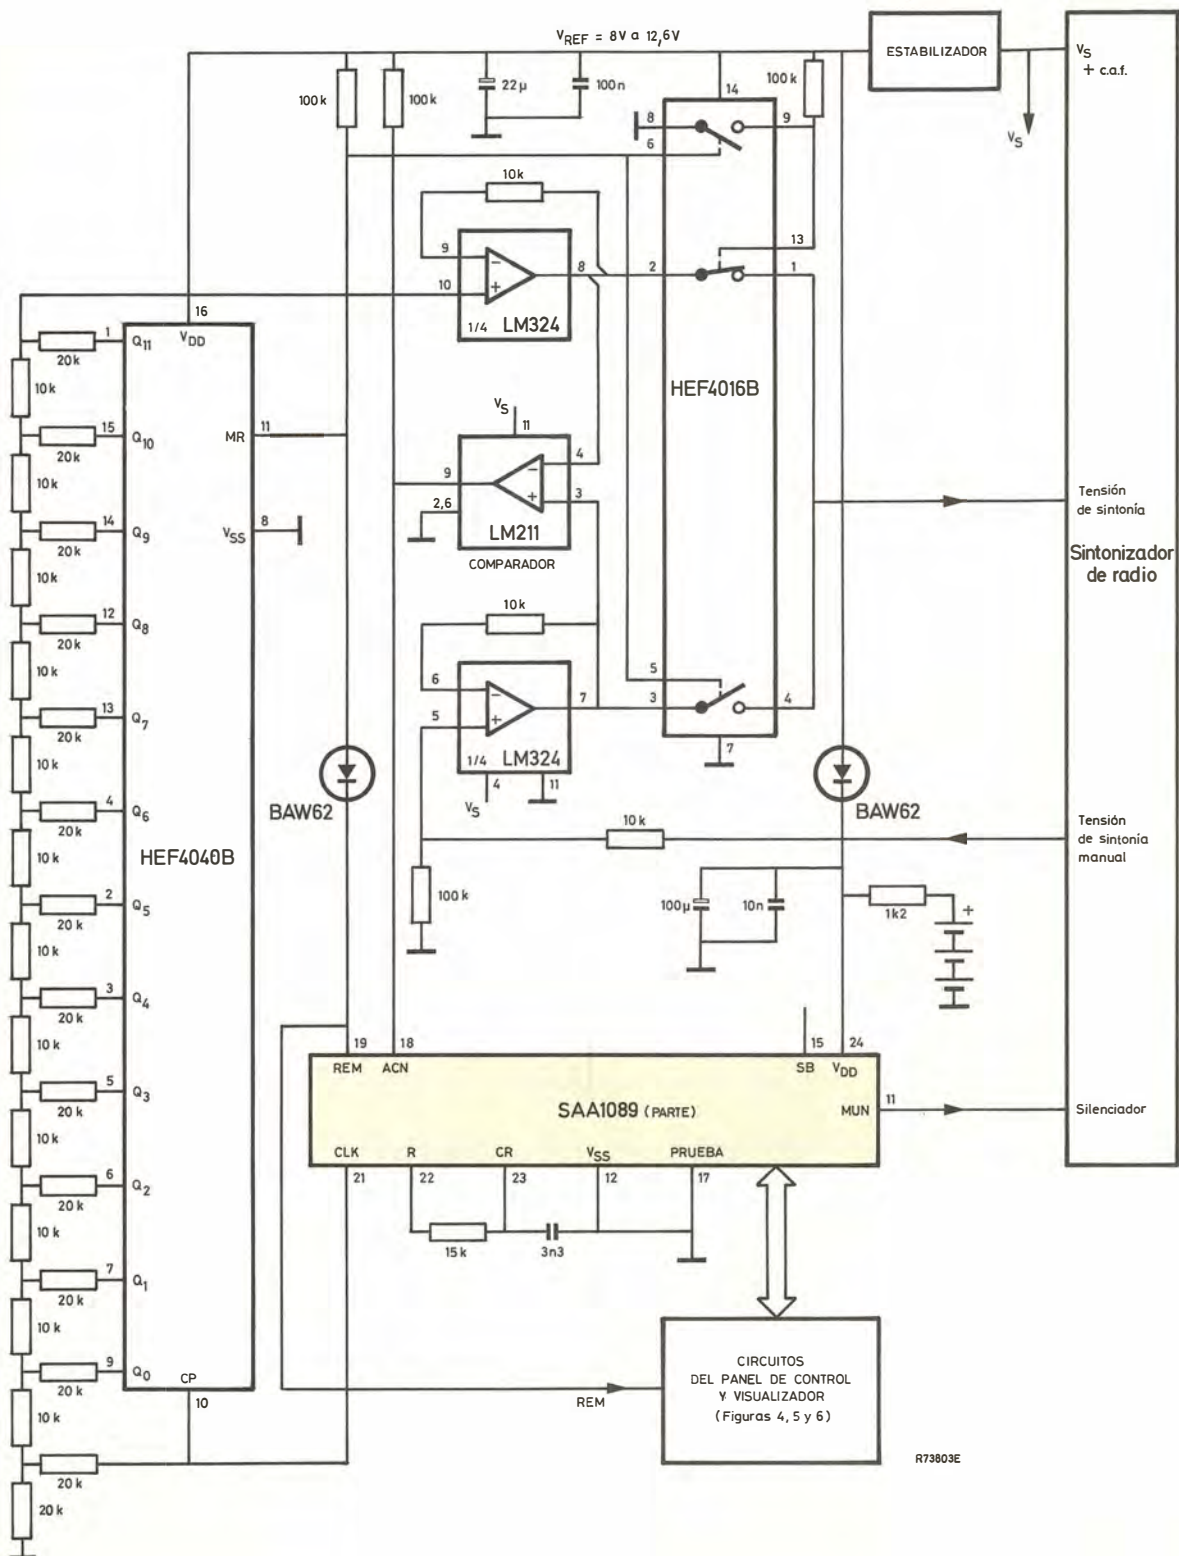 V_REF = 8V a 12,6V
ESTABILIZADOR
V_S
+ c.a.f.
V_S
100k
100k
22µ
100n
14
100k
8
9
6
10k
13
9
8
2
1
10
1/4 LM324
HEF4016B
16
V_DD
1
Q11
20k
10k
15
Q10
20k
10k
14
Q9
20k
10k
12
Q8
20k
10k
13
Q7
20k
10k
4
Q6
20k
10k
2
Q5
20k
10k
3
Q4
20k
10k
5
Q3
20k
10k
6
Q2
20k
10k
7
Q1
20k
10k
9
Q0
20k
10k
CP
10
20k
20k
MR
11
V_SS
8
HEF4040B
V_S
11
4
9
3
2,6
LM211
COMPARADOR
10k
6
7
5
1/4 LM324
4
11
V_S
5
3
4
7
Tensión
de sintonía
Sintonizador
de radio
BAW62
BAW62
10k
Tensión
de sintonía
manual
100k
100µ
10n
1k2
+
19
18
15
24
REM
ACN
SB
V_DD
SAA1089 (PARTE)
MUN
11
Silenciador
CLK
R
CR
V_SS
PRUEBA
21
22
23
12
17
15k
3n3
REM
CIRCUITOS
DEL PANEL DE CONTROL
Y VISUALIZADOR
(Figuras 4, 5 y 6)
R73803E